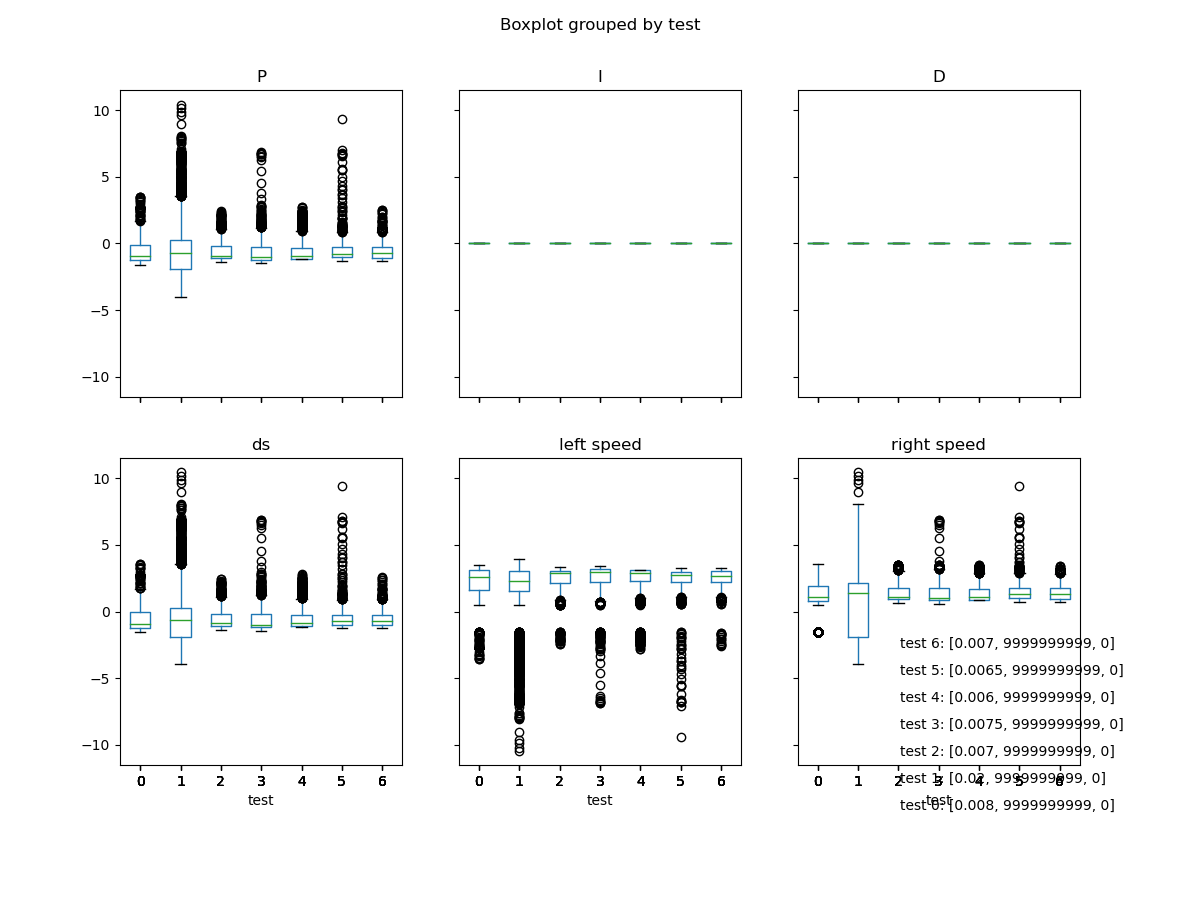 Boxplot grouped by test
P I D
10
5
0
−5
−10
ds left speed right speed
10
5
0
−5
−10
0 1 2 3 4 5 6 0 1 2 3 4 5 6 0 1 2 3 4 5 6
test test test
test 6: [0.007, 9999999999, 0]
test 5: [0.0065, 9999999999, 0]
test 4: [0.006, 9999999999, 0]
test 3: [0.0075, 9999999999, 0]
test 2: [0.007, 9999999999, 0]
test 1: [0.02, 9999999999, 0]
test 0: [0.008, 9999999999, 0]